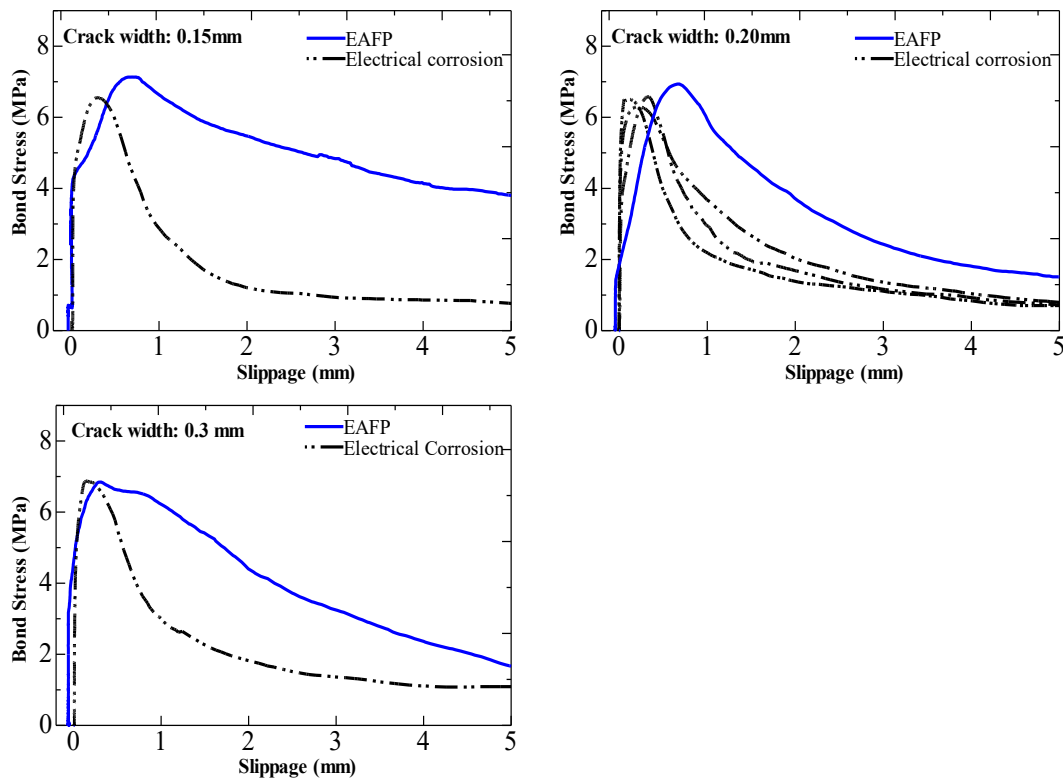 Crack width: 0.15mm
EAFP
Electrical corrosion
Bond Stress (MPa)
8
6
4
2
0
0 1 2 3 4 5
Slippage (mm)
Crack width: 0.20mm
EAFP
Electrical corrosion
Bond Stress (MPa)
8
6
4
2
0
0 1 2 3 4 5
Slippage (mm)
Crack width: 0.3 mm
EAFP
Electrical Corrosion
Bond Stress (MPa)
8
6
4
2
0
0 1 2 3 4 5
Slippage (mm)